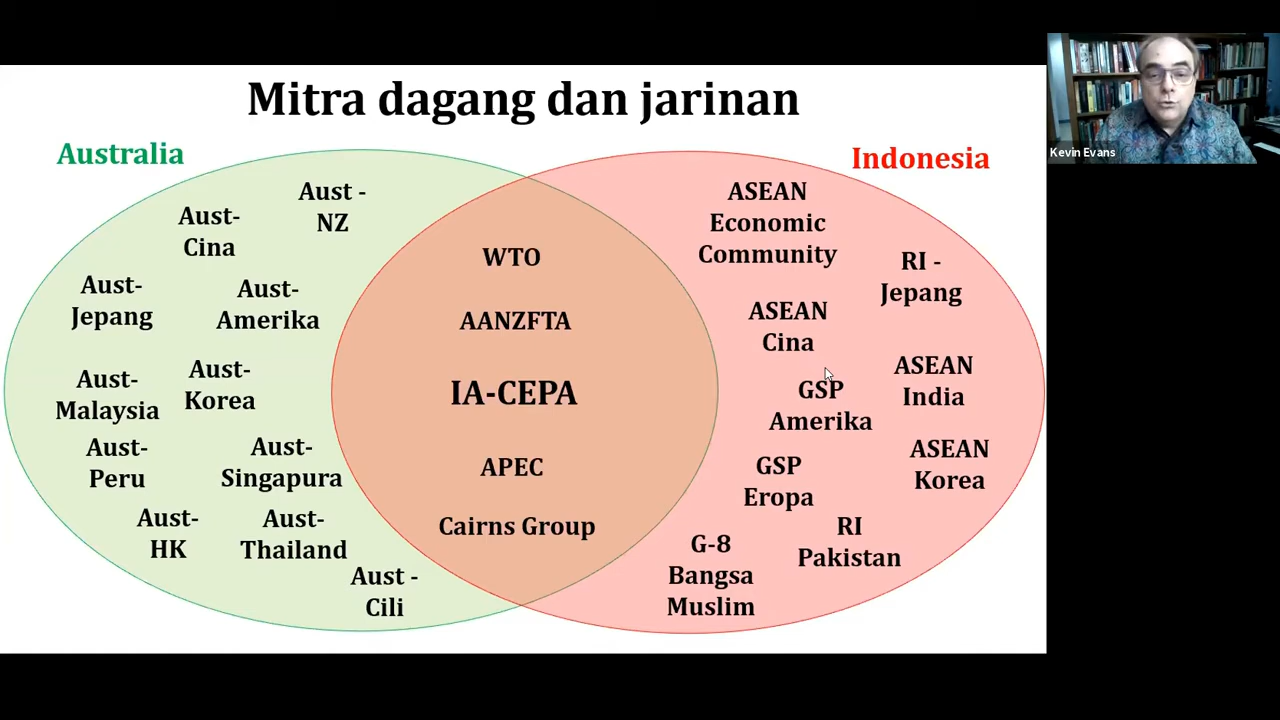 Mitra dagang dan jarinan
Kevin Evans
Australia
Aust -
NZ
Aust-
Cina
Aust-
Jepang
Aust-
Amerika
Aust-
Malaysia
Aust-
Korea
Aust-
Peru
Aust-
Singapura
Aust-
HK
Aust-
Thailand
Aust -
Cili
WTO
AANZFTA
IA-CEPA
APEC
Cairns Group
Indonesia
ASEAN
Economic
Community
RI -
Jepang
ASEAN
Cina
ASEAN
India
GSP
Amerika
ASEAN
Korea
GSP
Eropa
RI
Pakistan
G-8
Bangsa
Muslim